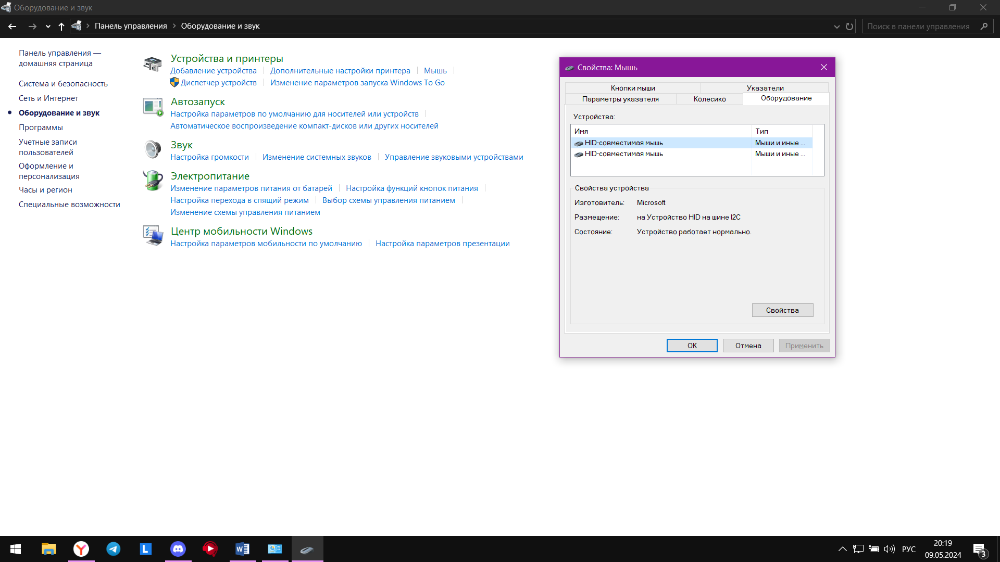 Оборудование и звук
Панель управления
Оборудование и звук
Поиск в панели управления
Панель управления —
домашняя страница
Система и безопасность
Сеть и Интернет
Оборудование и звук
Программы
Учетные записи
пользователей
Оформление и
персонализация
Часы и регион
Специальные возможности
Устройства и принтеры
Добавление устройства
Дополнительные настройки принтера
Мышь
Диспетчер устройств
Изменение параметров запуска Windows To Go
Автозапуск
Настройка параметров по умолчанию для носителей или устройств
Автоматическое воспроизведение компакт-дисков или других носителей
Звук
Настройка громкости
Изменение системных звуков
Управление звуковыми устройствами
Электропитание
Изменение параметров питания от батарей
Настройка функций кнопок питания
Настройка перехода в спящий режим
Выбор схемы управления питанием
Изменение схемы управления питанием
Центр мобильности Windows
Настройка параметров мобильности по умолчанию
Настройка параметров презентации
Свойства: Мышь
Кнопки мыши
Указатели
Параметры указателя
Колесико
Оборудование
Устройства:
Имя
Тип
HID-совместимая мышь
Мыши и иные ...
HID-совместимая мышь
Мыши и иные ...
Свойства устройства
Изготовитель:
Microsoft
Размещение:
на Устройство HID на шине I2C
Состояние:
Устройство работает нормально.
Свойства
ОК
Отмена
Применить
РУС
20:19
09.05.2024
3